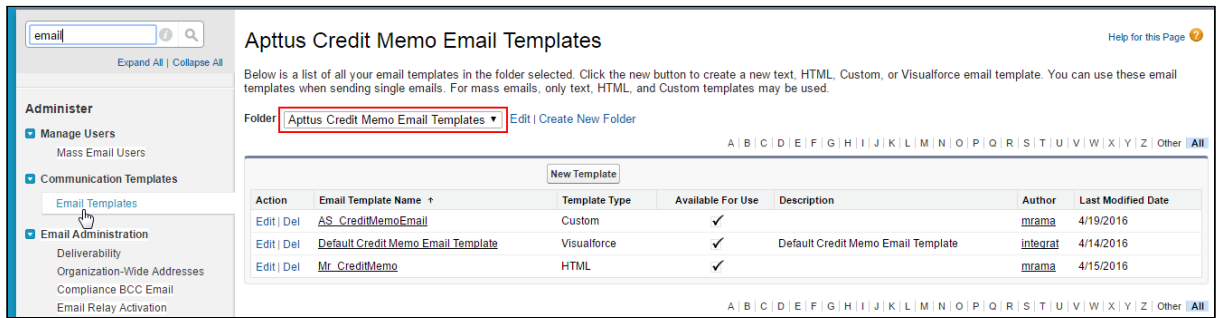 email
Expand All | Collapse All
Administer
Manage Users
Mass Email Users
Communication Templates
Email Templates
Email Administration
Deliverability
Organization-Wide Addresses
Compliance BCC Email
Email Relay Activation
Apttus Credit Memo Email Templates
Help for this Page ?
Below is a list of all your email templates in the folder selected. Click the new button to create a new text, HTML, Custom, or Visualforce email template. You can use these email
templates when sending single emails. For mass emails, only text, HTML, and Custom templates may be used.
Folder Apttus Credit Memo Email Templates ▼ Edit | Create New Folder
A | B | C | D | E | F | G | H | I | J | K | L | M | N | O | P | Q | R | S | T | U | V | W | X | Y | Z | Other | All
New Template
Action Email Template Name ↑ Template Type Available For Use Description Author Last Modified Date
Edit | Del AS_CreditMemoEmail Custom ✓ mrama 4/19/2016
Edit | Del Default Credit Memo Email Template Visualforce ✓ Default Credit Memo Email Template integrat 4/14/2016
Edit | Del Mr_CreditMemo HTML ✓ mrama 4/15/2016
A | B | C | D | E | F | G | H | I | J | K | L | M | N | O | P | Q | R | S | T | U | V | W | X | Y | Z | Other | All